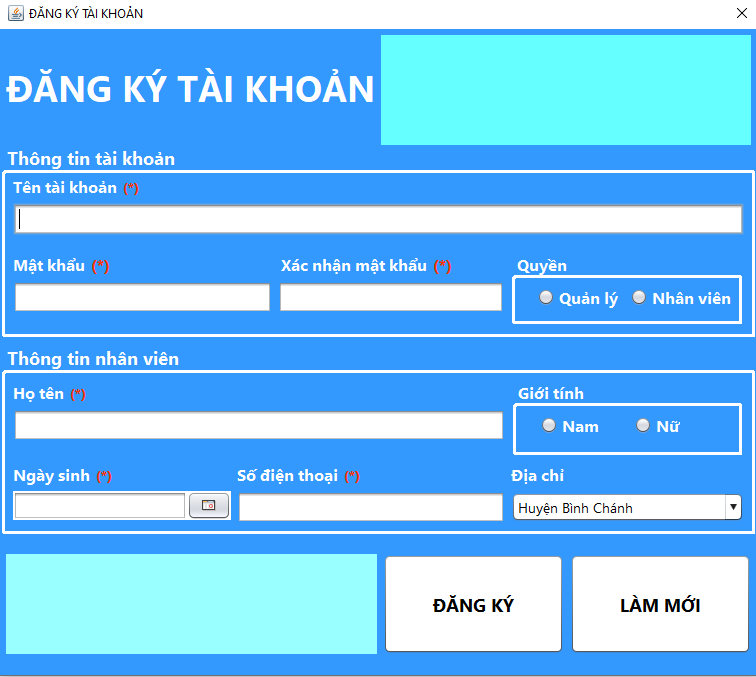 ĐĂNG KÝ TÀI KHOẢN
ĐĂNG KÝ TÀI KHOẢN
Thông tin tài khoản
Tên tài khoản (*)
Mật khẩu (*) Xác nhận mật khẩu (*) Quyền
Quản lý Nhân viên
Thông tin nhân viên
Họ tên (*) Giới tính
Nam Nữ
Ngày sinh (*) Số điện thoại (*) Địa chỉ
Huyện Bình Chánh
ĐĂNG KÝ LÀM MỚI